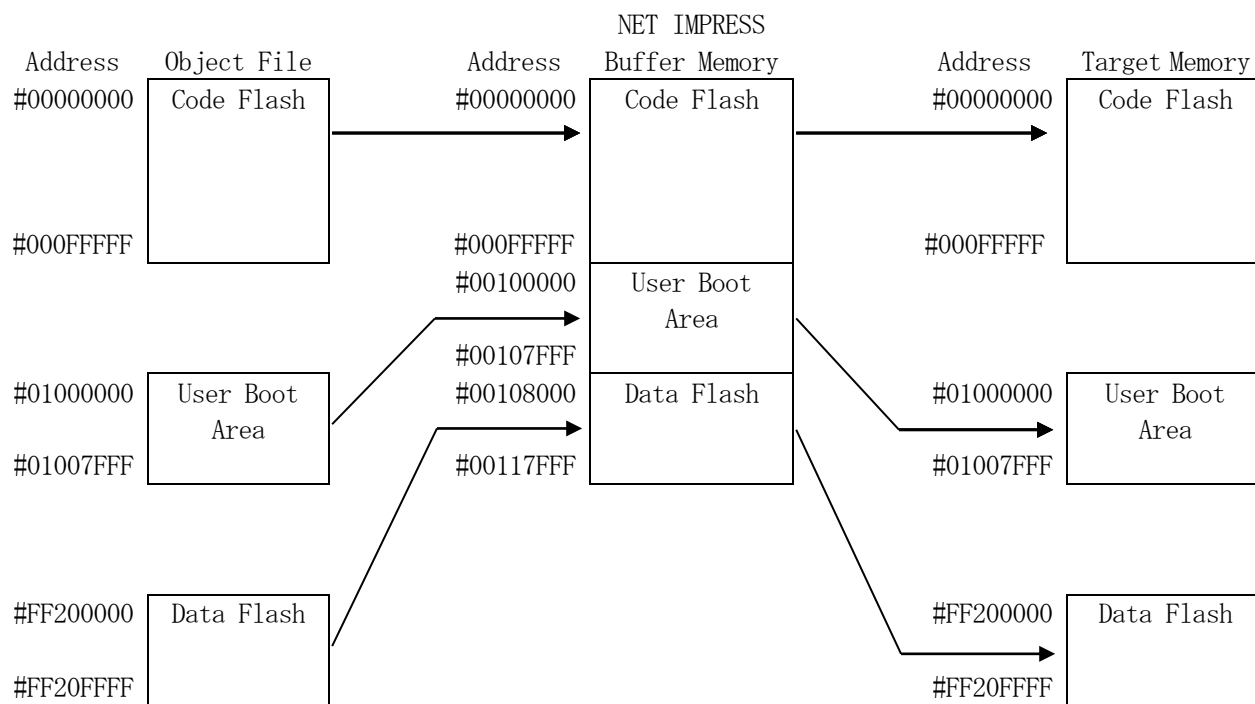 NET IMPRESS
Address Object File Address Buffer Memory Address Target Memory
#00000000 Code Flash #00000000 Code Flash #00000000 Code Flash
#000FFFFF #000FFFFF #000FFFFF
#00100000 User Boot
Area
#00107FFF
#01000000 User Boot #00108000 Data Flash #01000000 User Boot
Area Area
#01007FFF #00117FFF #01007FFF
#FF200000 Data Flash #FF200000 Data Flash
#FF20FFFF #FF20FFFF